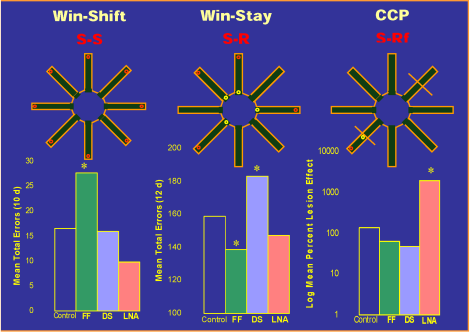 Win-Shift Win-Stay CCP
S-S S-R S-Rf
Mean Total Errors (10 d)
30
25
20
15
10
5
0
*
Control FF DS LNA
Mean Total Errors (12 d)
200
180
160
140
120
100
*
*
Control FF DS LNA
Log Mean Percent Lesion Effect
10000
1000
100
10
1
*
Control FF DS LNA